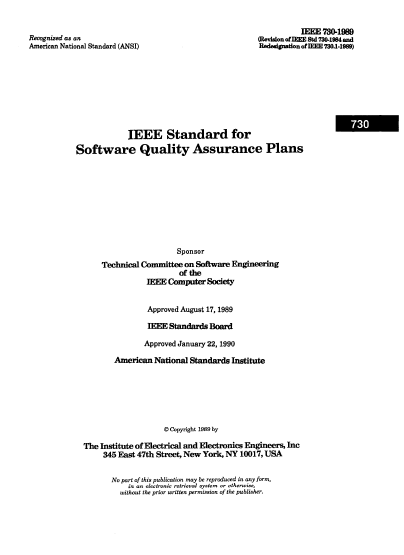 IEEE 730-1989
Recognized as an
(Revision of IEEE Std 730-1984 and
American National Standard (ANSI)
Redesignation of IEEE 730.1-1989)
730
IEEE Standard for
Software Quality Assurance Plans
Sponsor
Technical Committee on Software Engineering
of the
IEEE Computer Society
Approved August 17, 1989
IEEE Standards Board
Approved January 22, 1990
American National Standards Institute
© Copyright 1989 by
The Institute of Electrical and Electronics Engineers, Inc
345 East 47th Street, New York, NY 10017, USA
No part of this publication may be reproduced in any form,
in an electronic retrieval system or otherwise,
without the prior written permission of the publisher.